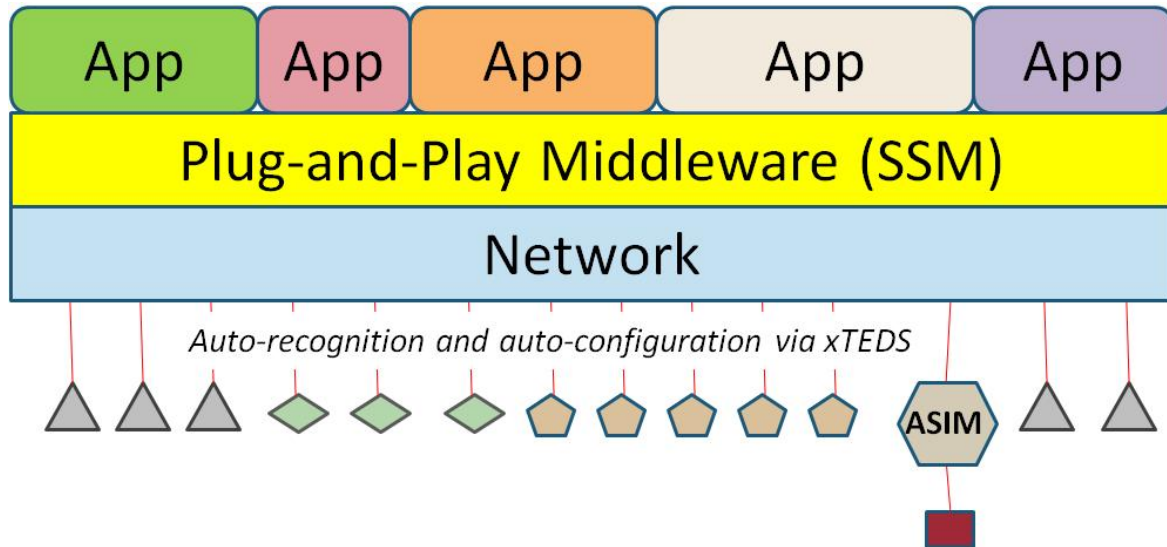 App App App App App
Plug-and-Play Middleware (SSM)
Network
Auto-recognition and auto-configuration via xTEDS
ASIM